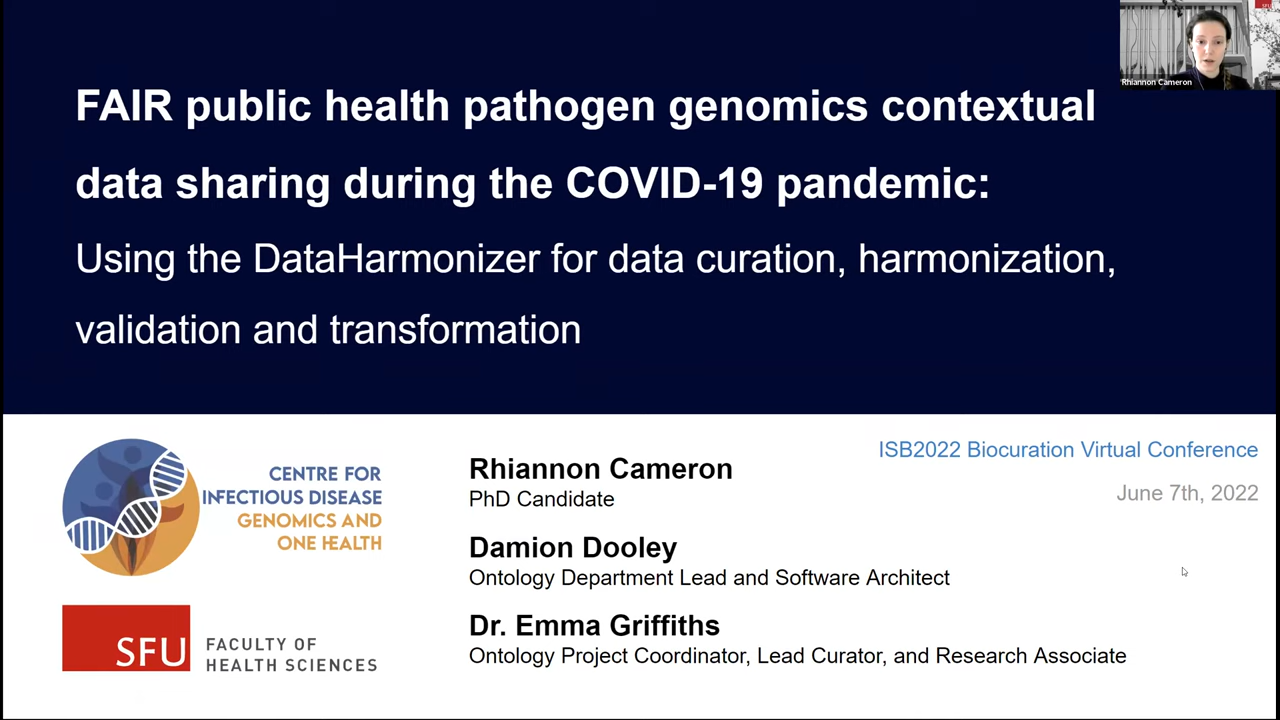 FAIR public health pathogen genomics contextual
data sharing during the COVID-19 pandemic:
Using the DataHarmonizer for data curation, harmonization,
validation and transformation
SFU
Rhiannon Cameron
CENTRE FOR
INFECTIOUS DISEASE
GENOMICS AND
ONE HEALTH
SFU
FACULTY OF
HEALTH SCIENCES
Rhiannon Cameron
PhD Candidate
Damion Dooley
Ontology Department Lead and Software Architect
Dr. Emma Griffiths
Ontology Project Coordinator, Lead Curator, and Research Associate
ISB2022 Biocuration Virtual Conference
June 7th, 2022